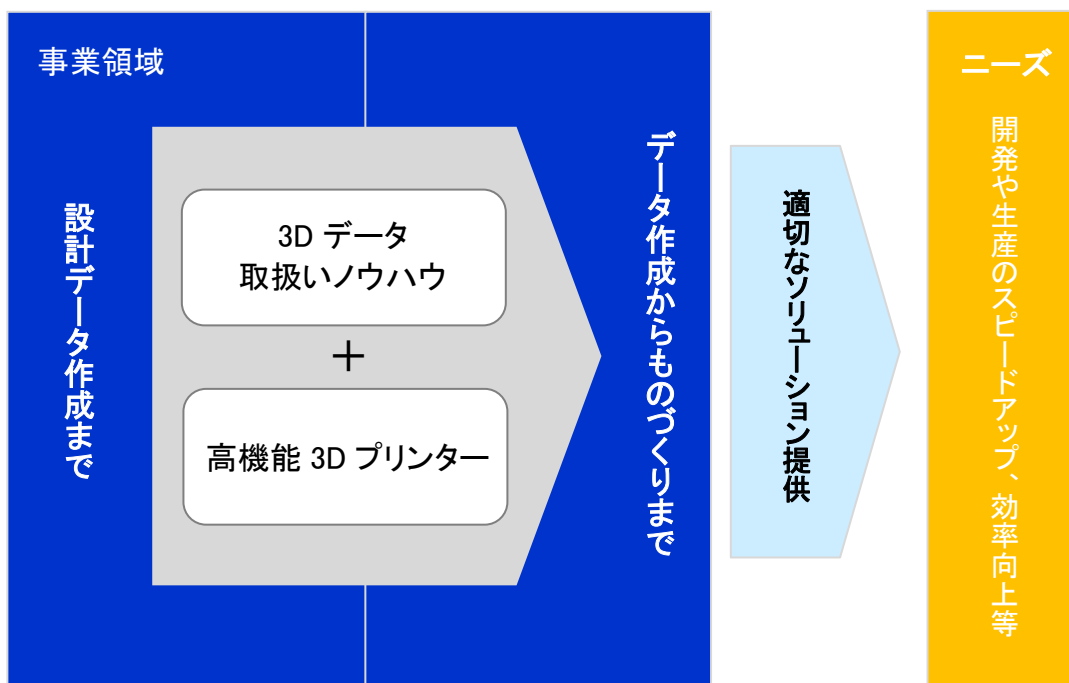 事業領域
設計データ作成まで
3D データ
取扱いノウハウ
＋
高機能 3D プリンター
データ作成からものづくりまで
適切なソリューション提供
ニーズ
開発や生産のスピードアップ、効率向上等